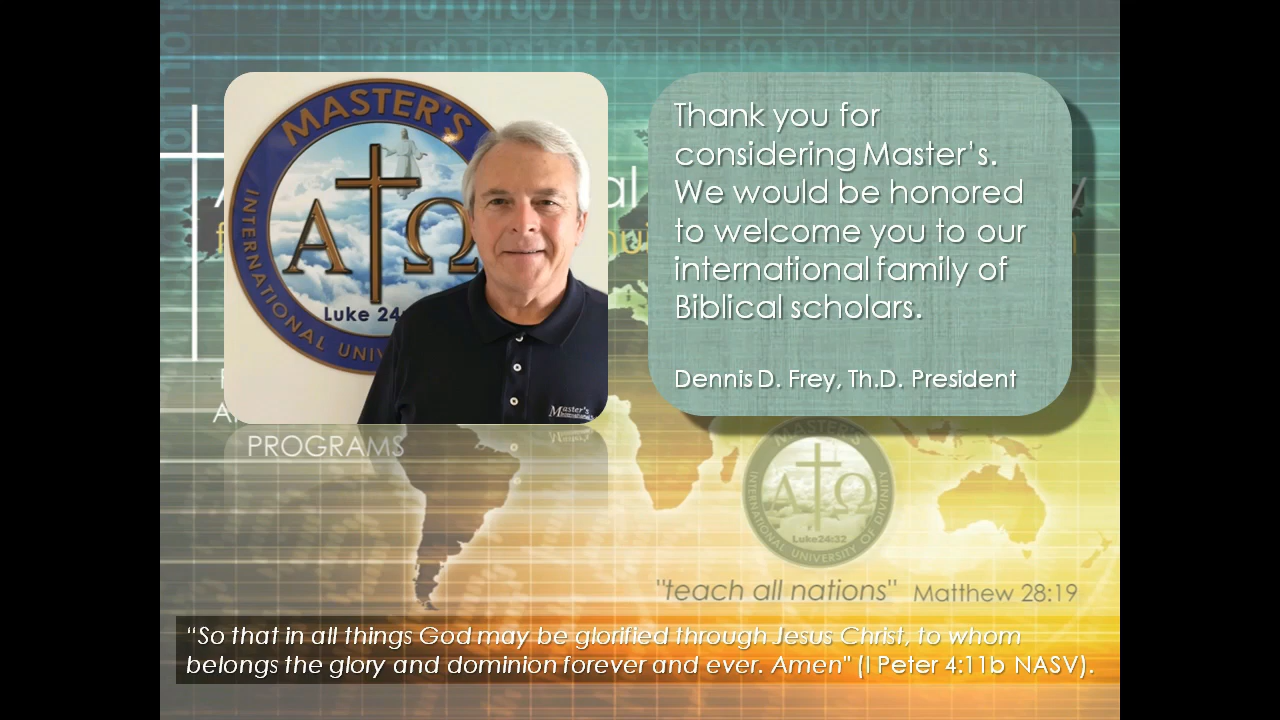 MASTER'S
INTERNATIONAL UNIV
Α Ω
Luke 24:
Master's
International
Thank you for
considering Master's.
We would be honored
to welcome you to our
international family of
Biblical scholars.
Dennis D. Frey, Th.D. President
PROGRAMS
MASTER'S
INTERNATIONAL UNIVERSITY OF DIVINITY
Α Ω
Luke24:32
"teach all nations" Matthew 28:19
“So that in all things God may be glorified through Jesus Christ, to whom
belongs the glory and dominion forever and ever. Amen" (I Peter 4:11b NASV).